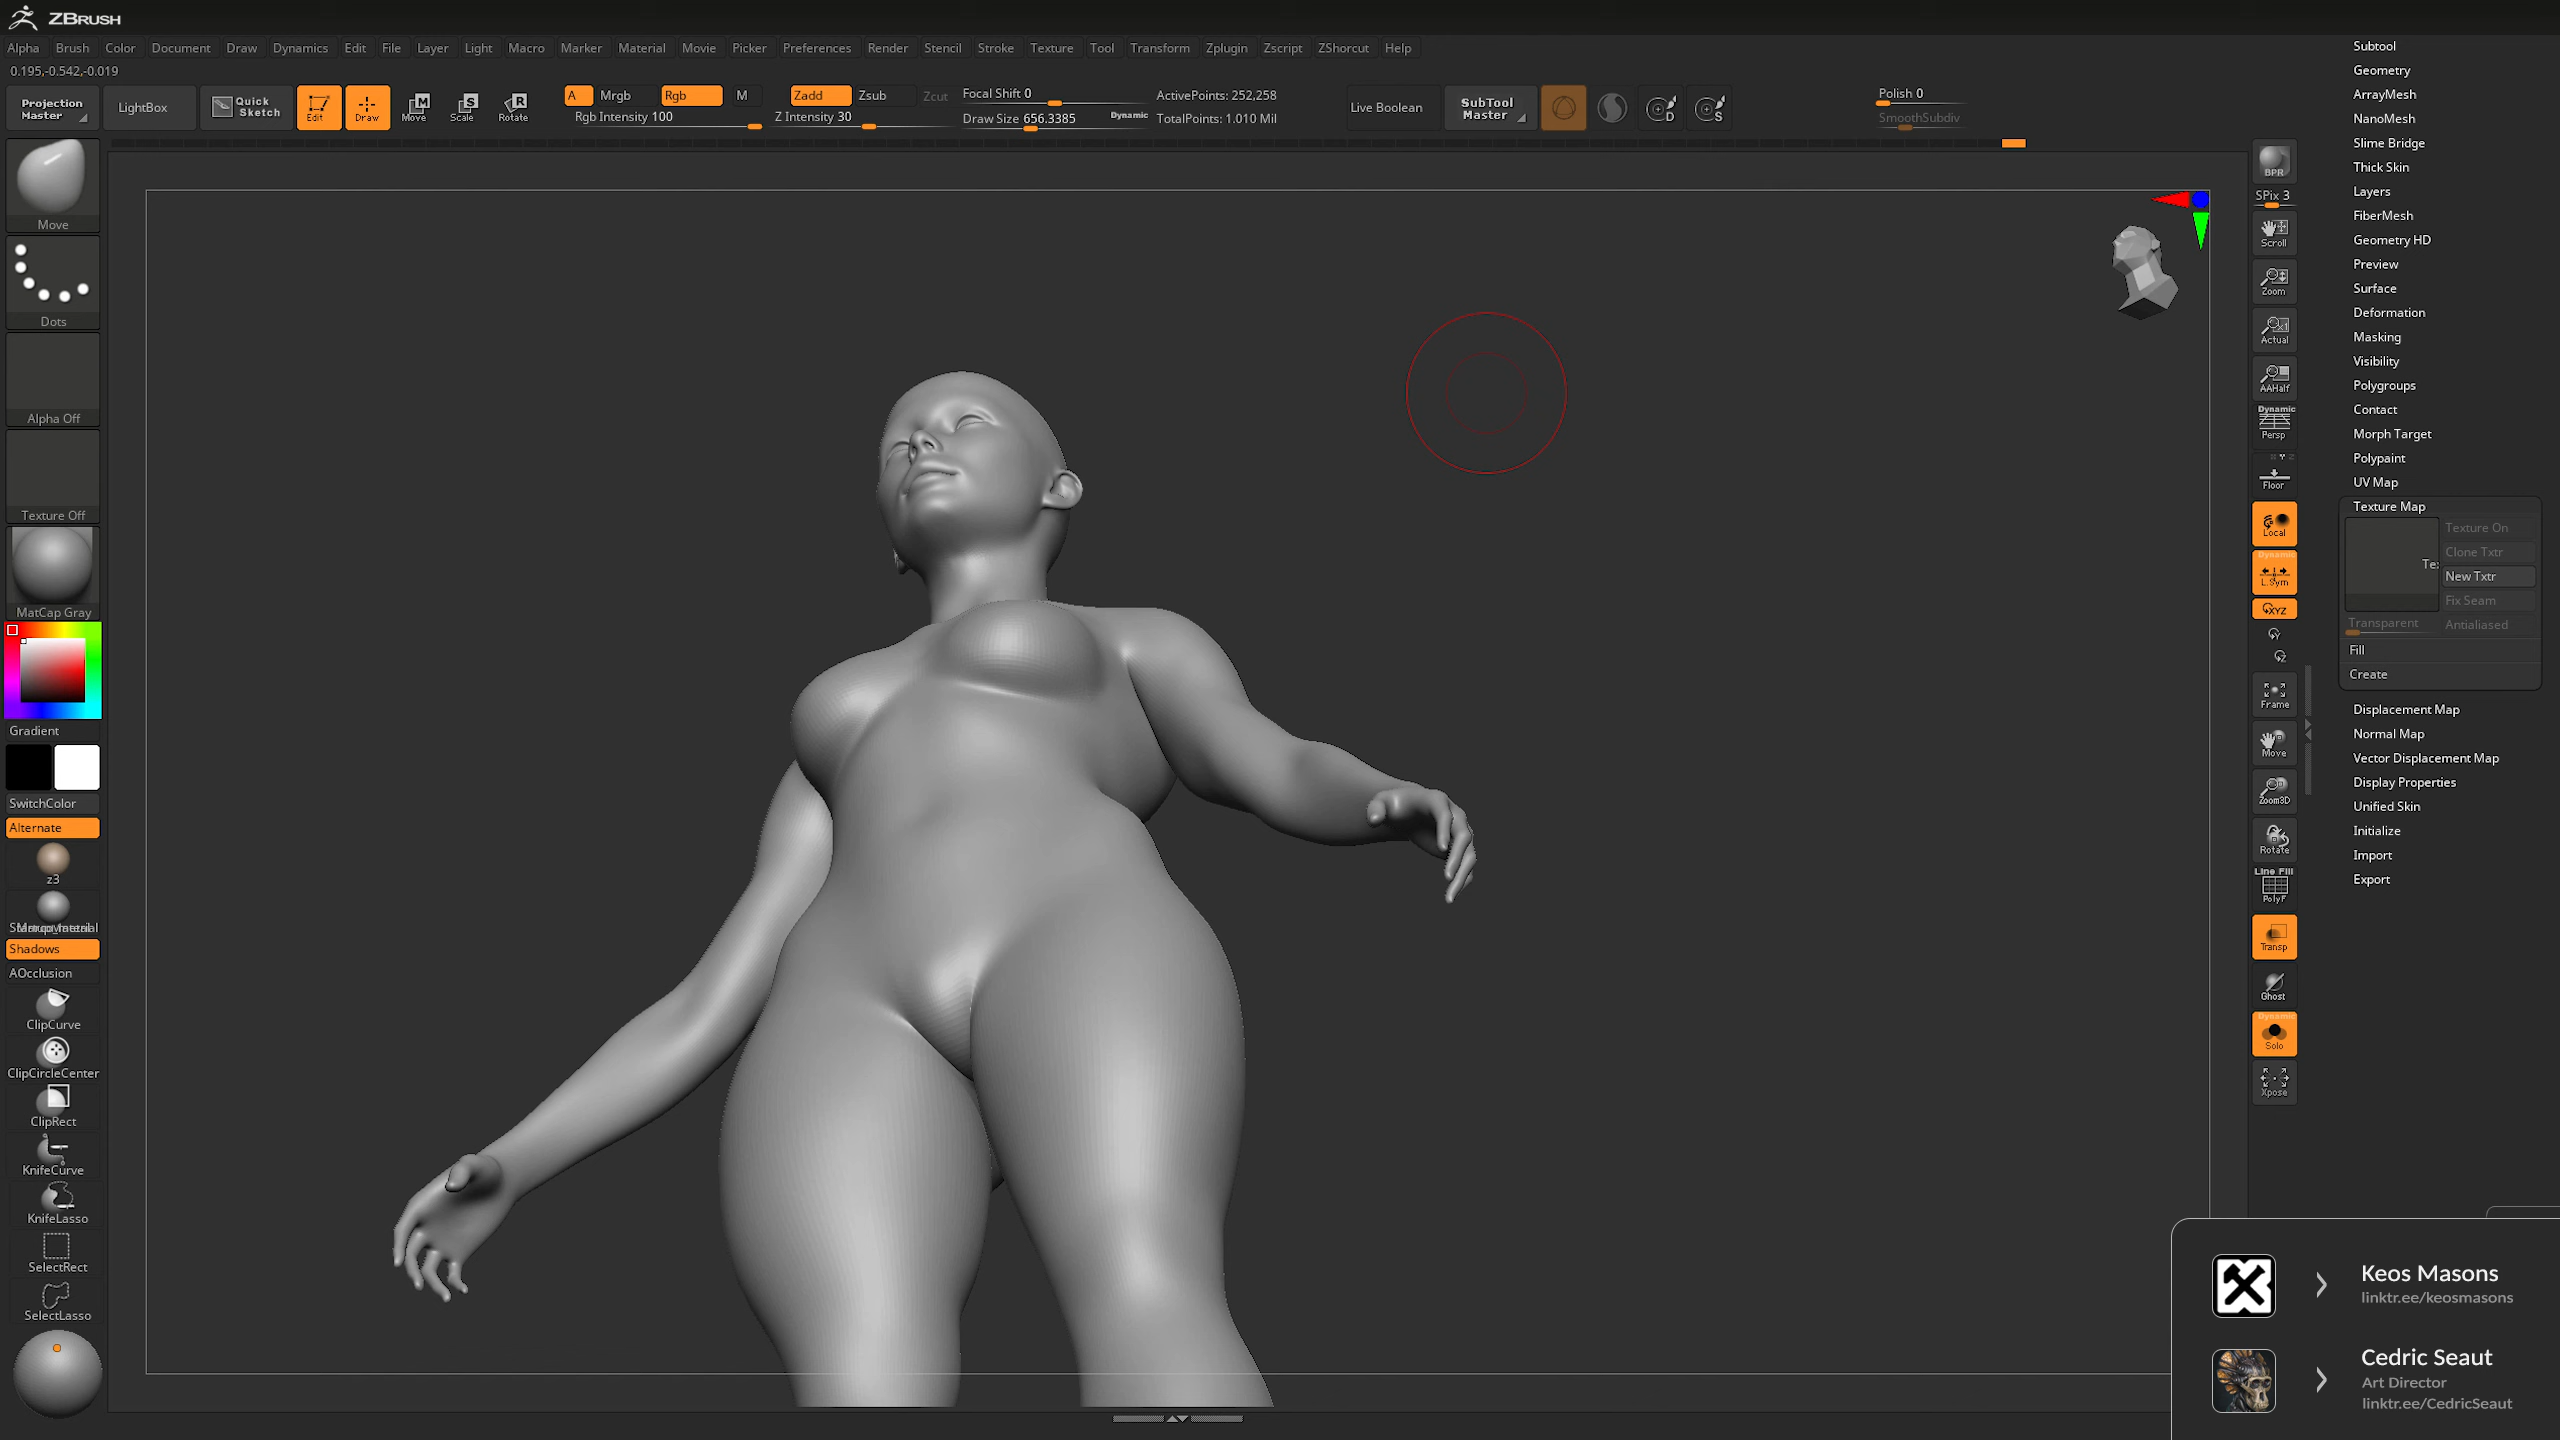 ZBRUSH
Alpha Brush Color Document Draw Dynamics Edit File Layer Light Macro Marker Material Movie Picker Preferences Render Stencil Stroke Texture Tool Transform Zplugin Zscript ZShorcut Help
0.195,-0.542,-0.019
Projection Master
LightBox
Quick Sketch
Edit
Draw
Move
Scale
Rotate
A Mrgb Rgb M
Rgb Intensity 100
Zadd Zsub Zcut
Z Intensity 30
Focal Shift 0
Draw Size 656.3385 Dynamic
ActivePoints: 252,258
TotalPoints: 1.010 Mil
Live Boolean
SubTool Master
D
S
Polish 0
SmoothSubdiv
Move
Dots
Alpha Off
Texture Off
MatCap Gray
Gradient
SwitchColor
Alternate
z3
Shadows
AOcclusion
ClipCurve
ClipCircleCenter
ClipRect
KnifeCurve
KnifeLasso
SelectRect
SelectLasso
BPR
SPix 3
Scroll
Zoom
Actual
AAHalf
Dynamic
Persp
Floor
Local
Dynamic
L.Sym
XYZ
Y
Z
Frame
Move
Zoom3D
Rotate
Line Fill
PolyF
Transp
Ghost
Dynamic
Solo
Xpose
Subtool
Geometry
ArrayMesh
NanoMesh
Slime Bridge
Thick Skin
Layers
FiberMesh
Geometry HD
Preview
Surface
Deformation
Masking
Visibility
Polygroups
Contact
Morph Target
Polypaint
UV Map
Texture Map
Texture On
Clone Txtr
New Txtr
Fix Seam
Transparent Antialiased
Fill
Create
Displacement Map
Normal Map
Vector Displacement Map
Display Properties
Unified Skin
Initialize
Import
Export
Keos Masons
linktr.ee/keosmasons
Cedric Seaut
Art Director
linktr.ee/CedricSeaut